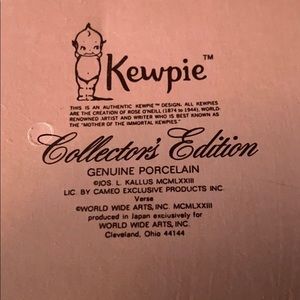 Kewpie™
THIS IS AN AUTHENTIC KEWPIE™ DESIGN. ALL KEWPIES
ARE THE CREATION OF ROSE O'NEILL (1874 to 1944). WORLD-
RENOWNED ARTIST AND WRITER WHO IS BEST KNOWN AS
THE "MOTHER OF THE IMMORTAL KEWPIES."
Collector's Edition
GENUINE PORCELAIN
©JOS. L. KALLUS MCMLXXIII
LIC. BY CAMEO EXCLUSIVE PRODUCTS INC.
Verse
©WORLD WIDE ARTS, INC. MCMLXXIII
produced in Japan exclusively for
WORLD WIDE ARTS, INC.
Cleveland, Ohio 44144